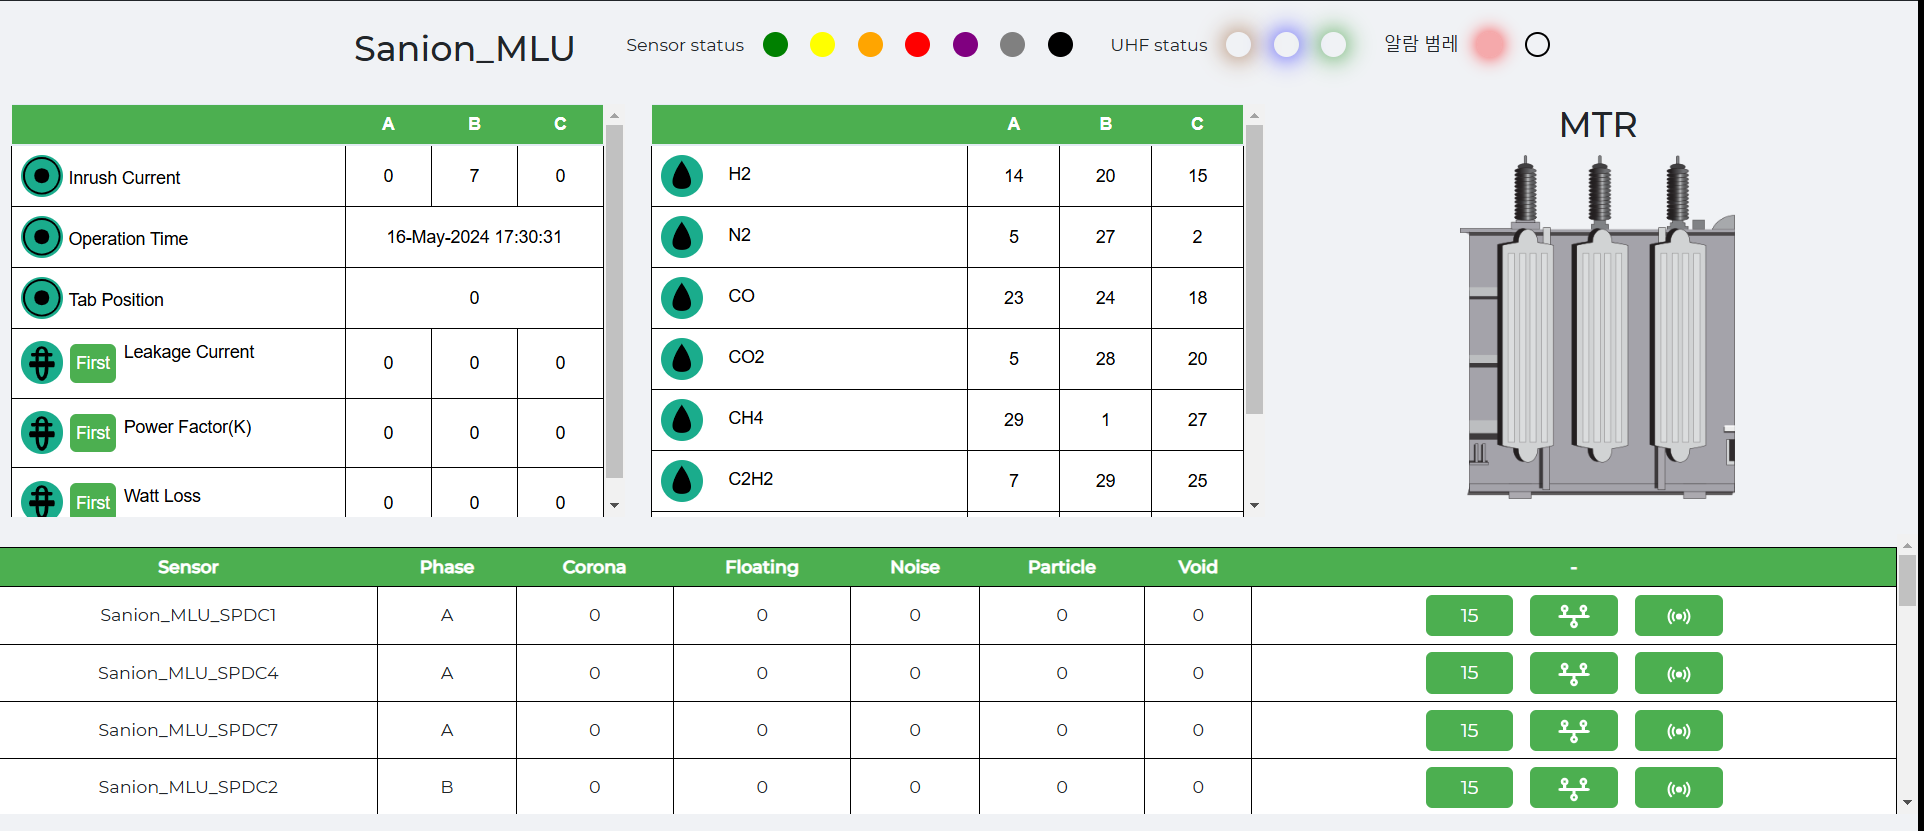 Sanion_MLU Sensor status UHF status 알람 범례
A B C
Inrush Current 0 7 0
Operation Time 16-May-2024 17:30:31
Tab Position 0
First Leakage Current 0 0 0
First Power Factor(K) 0 0 0
First Watt Loss 0 0 0
A B C
H2 14 20 15
N2 5 27 2
CO 23 24 18
CO2 5 28 20
CH4 29 1 27
C2H2 7 29 25
MTR
Sensor Phase Corona Floating Noise Particle Void -
Sanion_MLU_SPDC1 A 0 0 0 0 0 15
Sanion_MLU_SPDC4 A 0 0 0 0 0 15
Sanion_MLU_SPDC7 A 0 0 0 0 0 15
Sanion_MLU_SPDC2 B 0 0 0 0 0 15